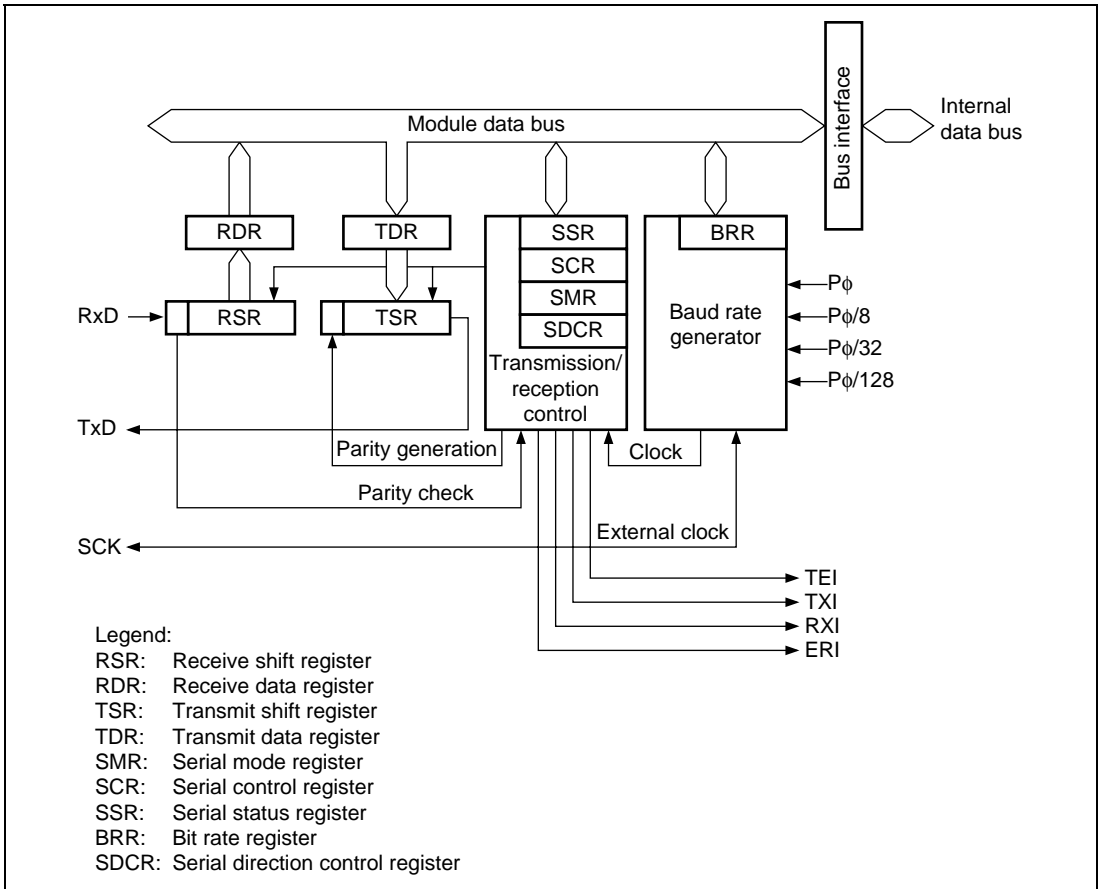 Bus interface
Internal
data bus
Module data bus
RDR
TDR
SSR
BRR
SCR
SMR
SDCR
RxD
RSR
TSR
Transmission/
reception
control
Baud rate
generator
Pϕ
Pϕ/8
Pϕ/32
Pϕ/128
TxD
Parity generation
Clock
Parity check
External clock
SCK
TEI
TXI
RXI
ERI
Legend:
RSR: Receive shift register
RDR: Receive data register
TSR: Transmit shift register
TDR: Transmit data register
SMR: Serial mode register
SCR: Serial control register
SSR: Serial status register
BRR: Bit rate register
SDCR: Serial direction control register